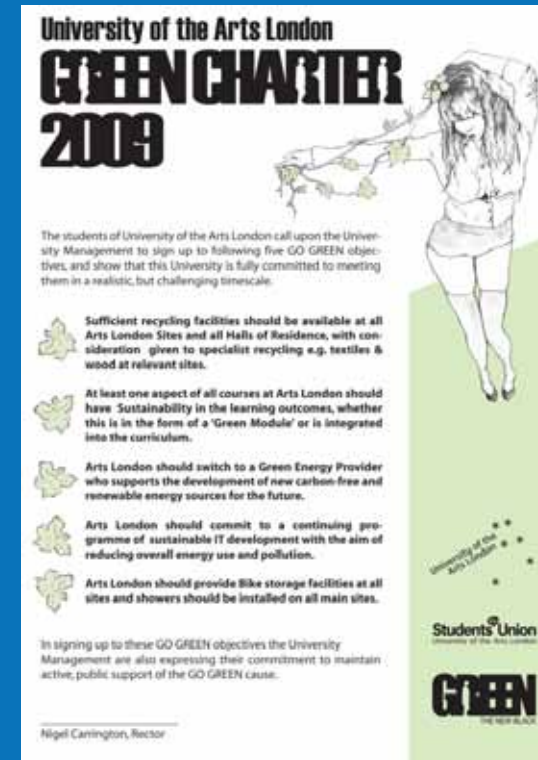 University of the Arts London
GREEN CHARTER
2009
The students of University of the Arts London call upon the Univer-
sity Management to sign up to following five GO GREEN objec-
tives, and show that this University is fully committed to meeting
them in a realistic, but challenging timescale.
Sufficient recycling facilities should be available at all
Arts London Sites and all Halls of Residence, with con-
sideration given to specialist recycling e.g. textiles &
wood at relevant sites.
At least one aspect of all courses at Arts London should
have Sustainability in the learning outcomes, whether
this is in the form of a 'Green Module' or is integrated
into the curriculum.
Arts London should switch to a Green Energy Provider
who supports the development of new carbon-free and
renewable energy sources for the future.
Arts London should commit to a continuing pro-
gramme of sustainable IT development with the aim of
reducing overall energy use and pollution.
Arts London should provide Bike storage facilities at all
sites and showers should be installed on all main sites.
In signing up to these GO GREEN objectives the University
Management are also expressing their commitment to maintain
active, public support of the GO GREEN cause.
Nigel Carrington, Rector
University of the
Arts London
Students' Union
University of the Arts London
GREEN
THE NEW BLACK